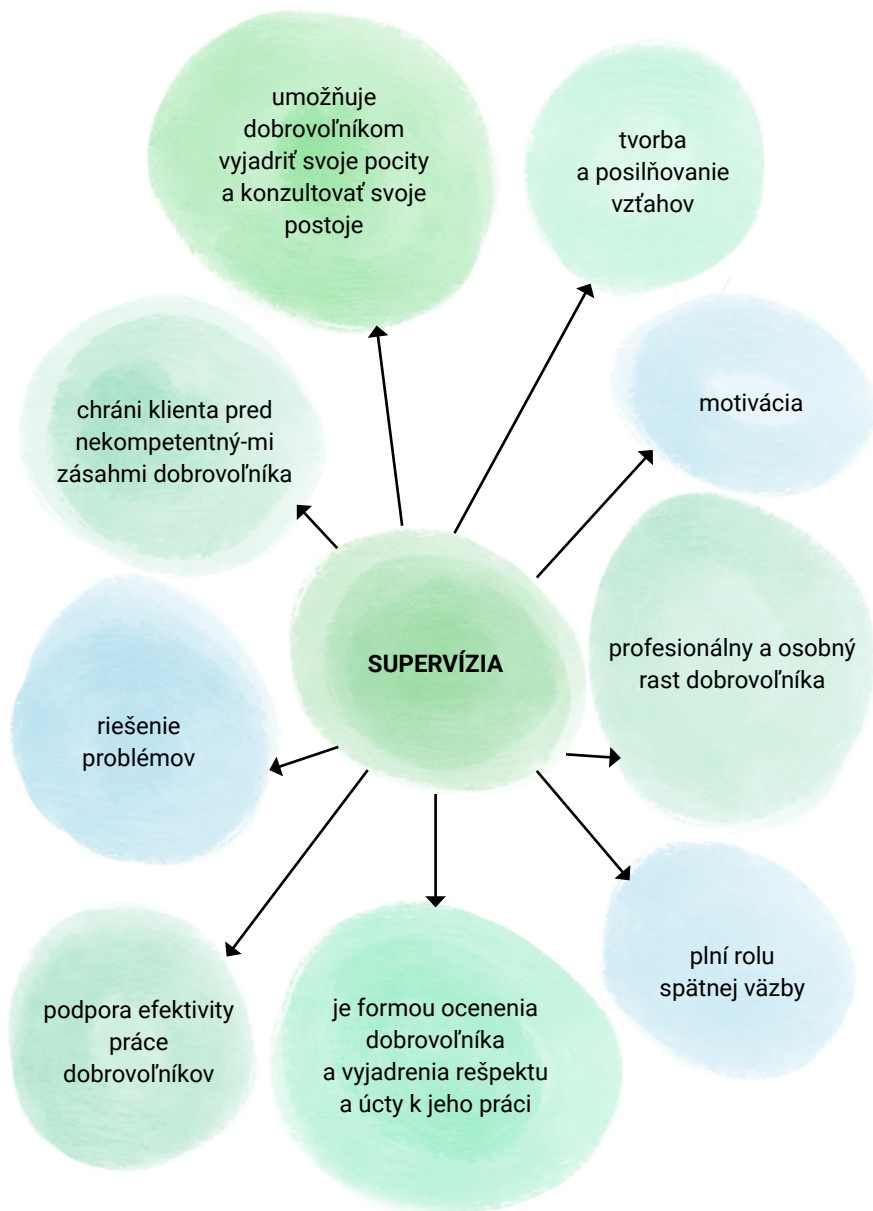 umožňuje
dobrovoľníkom
vyjadriť svoje pocity
a konzultovať svoje
postoje
tvorba
a posilňovanie
vzťahov
motivácia
chráni klienta pred
nekompetentný-mi
zásahmi dobrovoľníka
SUPERVÍZIA
profesionálny a osobný
rast dobrovoľníka
riešenie
problémov
plní rolu
spätnej väzby
podpora efektivity
práce
dobrovoľníkov
je formou ocenenia
dobrovoľníka
a vyjadrenia rešpektu
a úcty k jeho práci